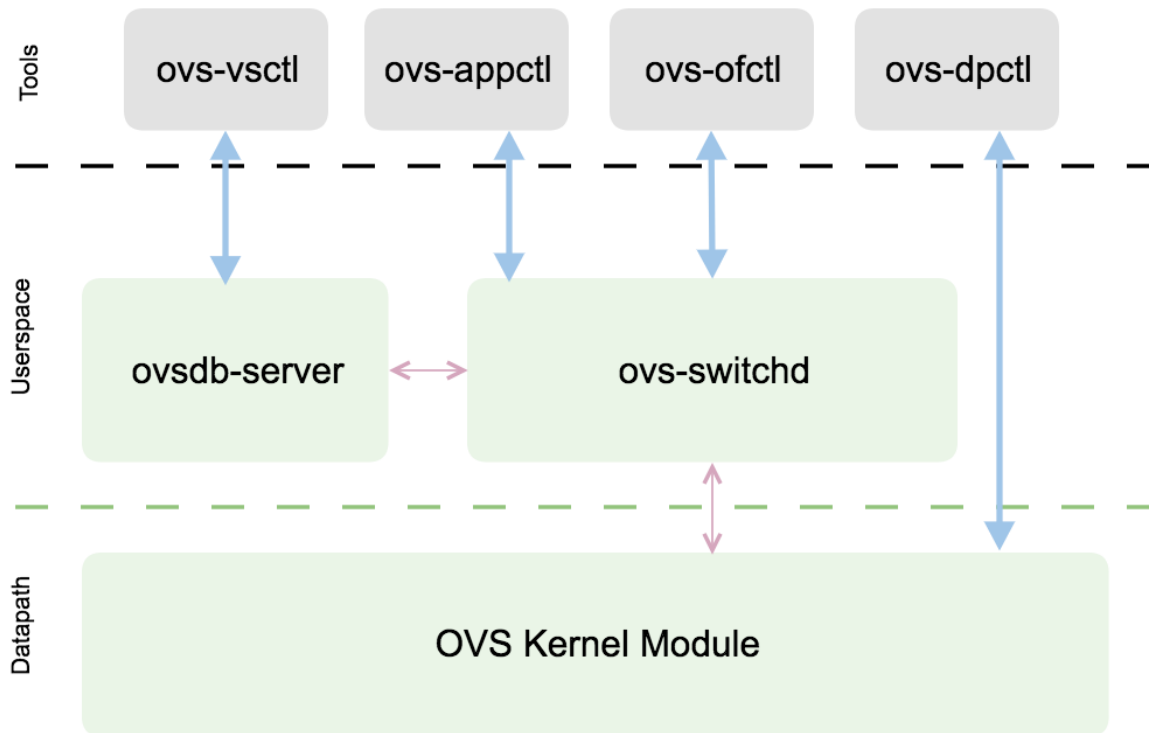 Tools
ovs-vsctl
ovs-appctl
ovs-ofctl
ovs-dpctl
Userspace
ovsdb-server
ovs-switchd
Datapath
OVS Kernel Module